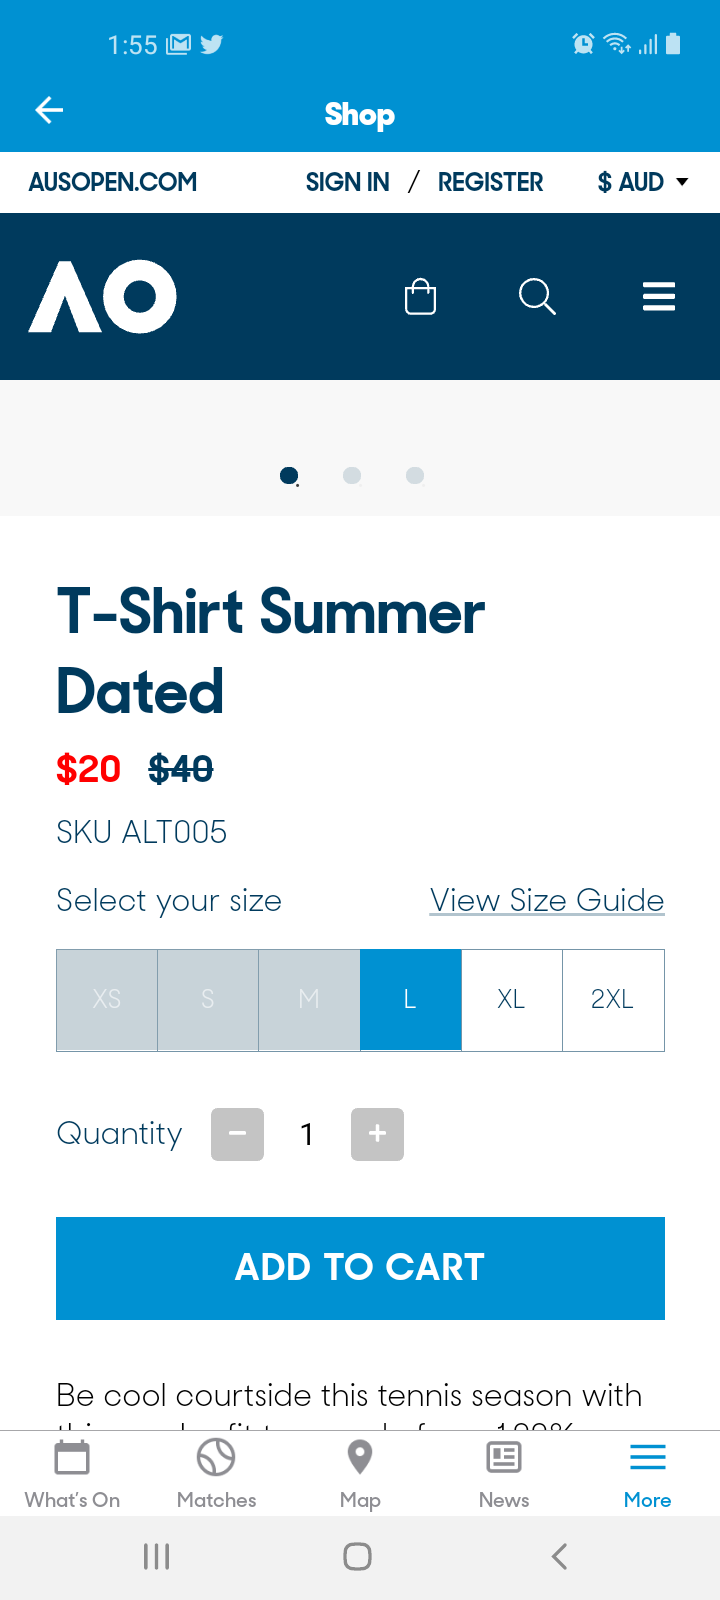 1:55
Shop
AUSOPEN.COM SIGN IN / REGISTER $ AUD
AO
T-Shirt Summer
Dated
$20 $40
SKU ALT005
Select your size View Size Guide
XS S M L XL 2XL
Quantity - 1 +
ADD TO CART
Be cool courtside this tennis season with
What's On Matches Map News More